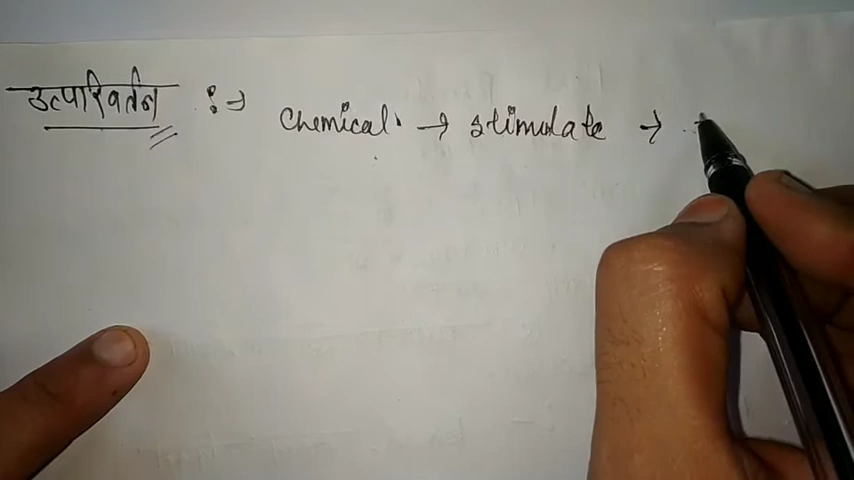 उत्परिवर्तन :→ Chemical → stimulate →